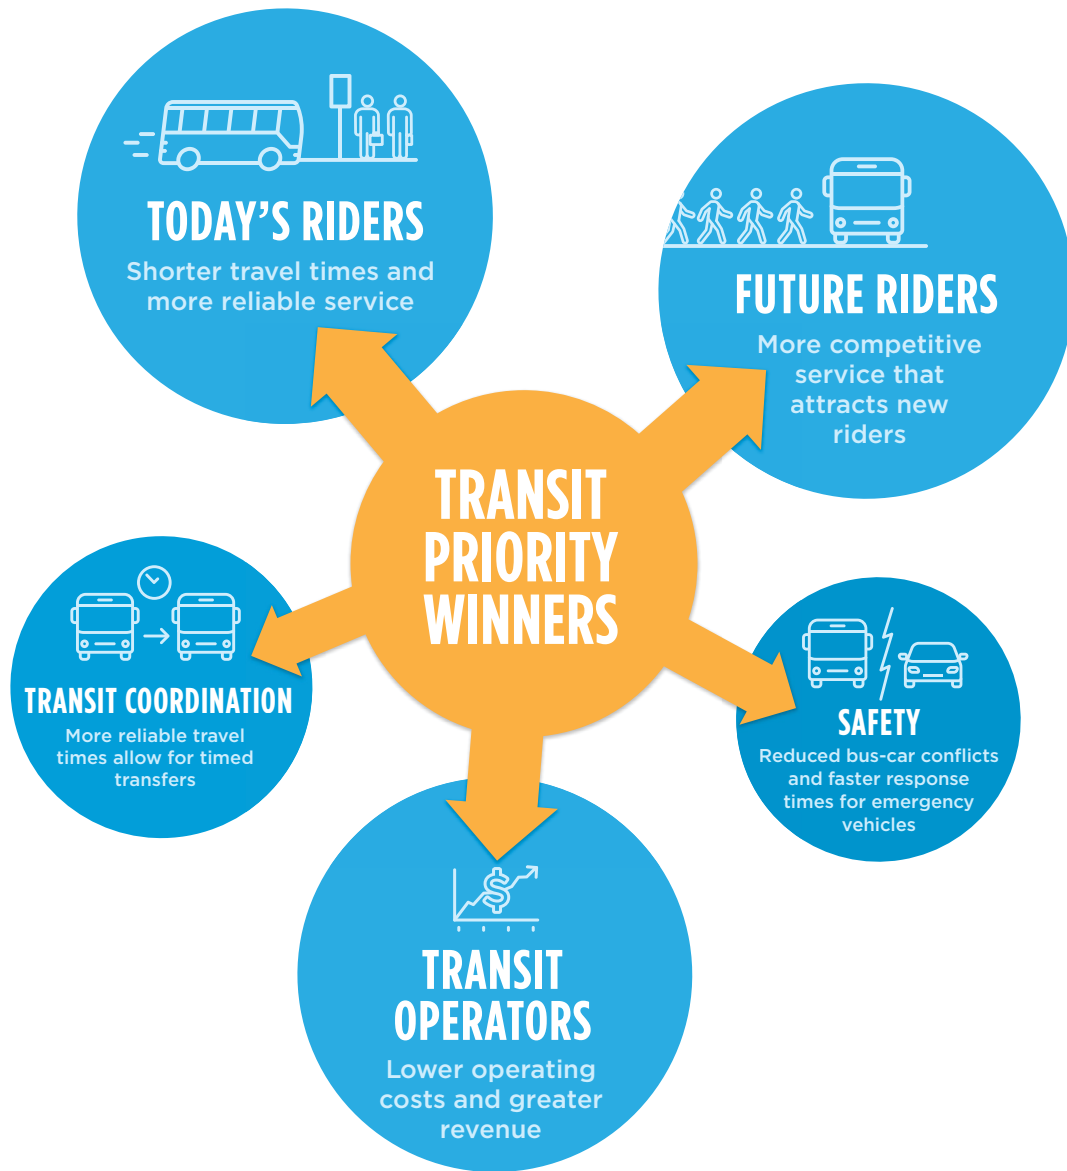 TODAY'S RIDERS
Shorter travel times and
more reliable service
FUTURE RIDERS
More competitive
service that
attracts new
riders
TRANSIT
PRIORITY
WINNERS
TRANSIT COORDINATION
More reliable travel
times allow for timed
transfers
SAFETY
Reduced bus-car conflicts
and faster response
times for emergency
vehicles
$
TRANSIT
OPERATORS
Lower operating
costs and greater
revenue